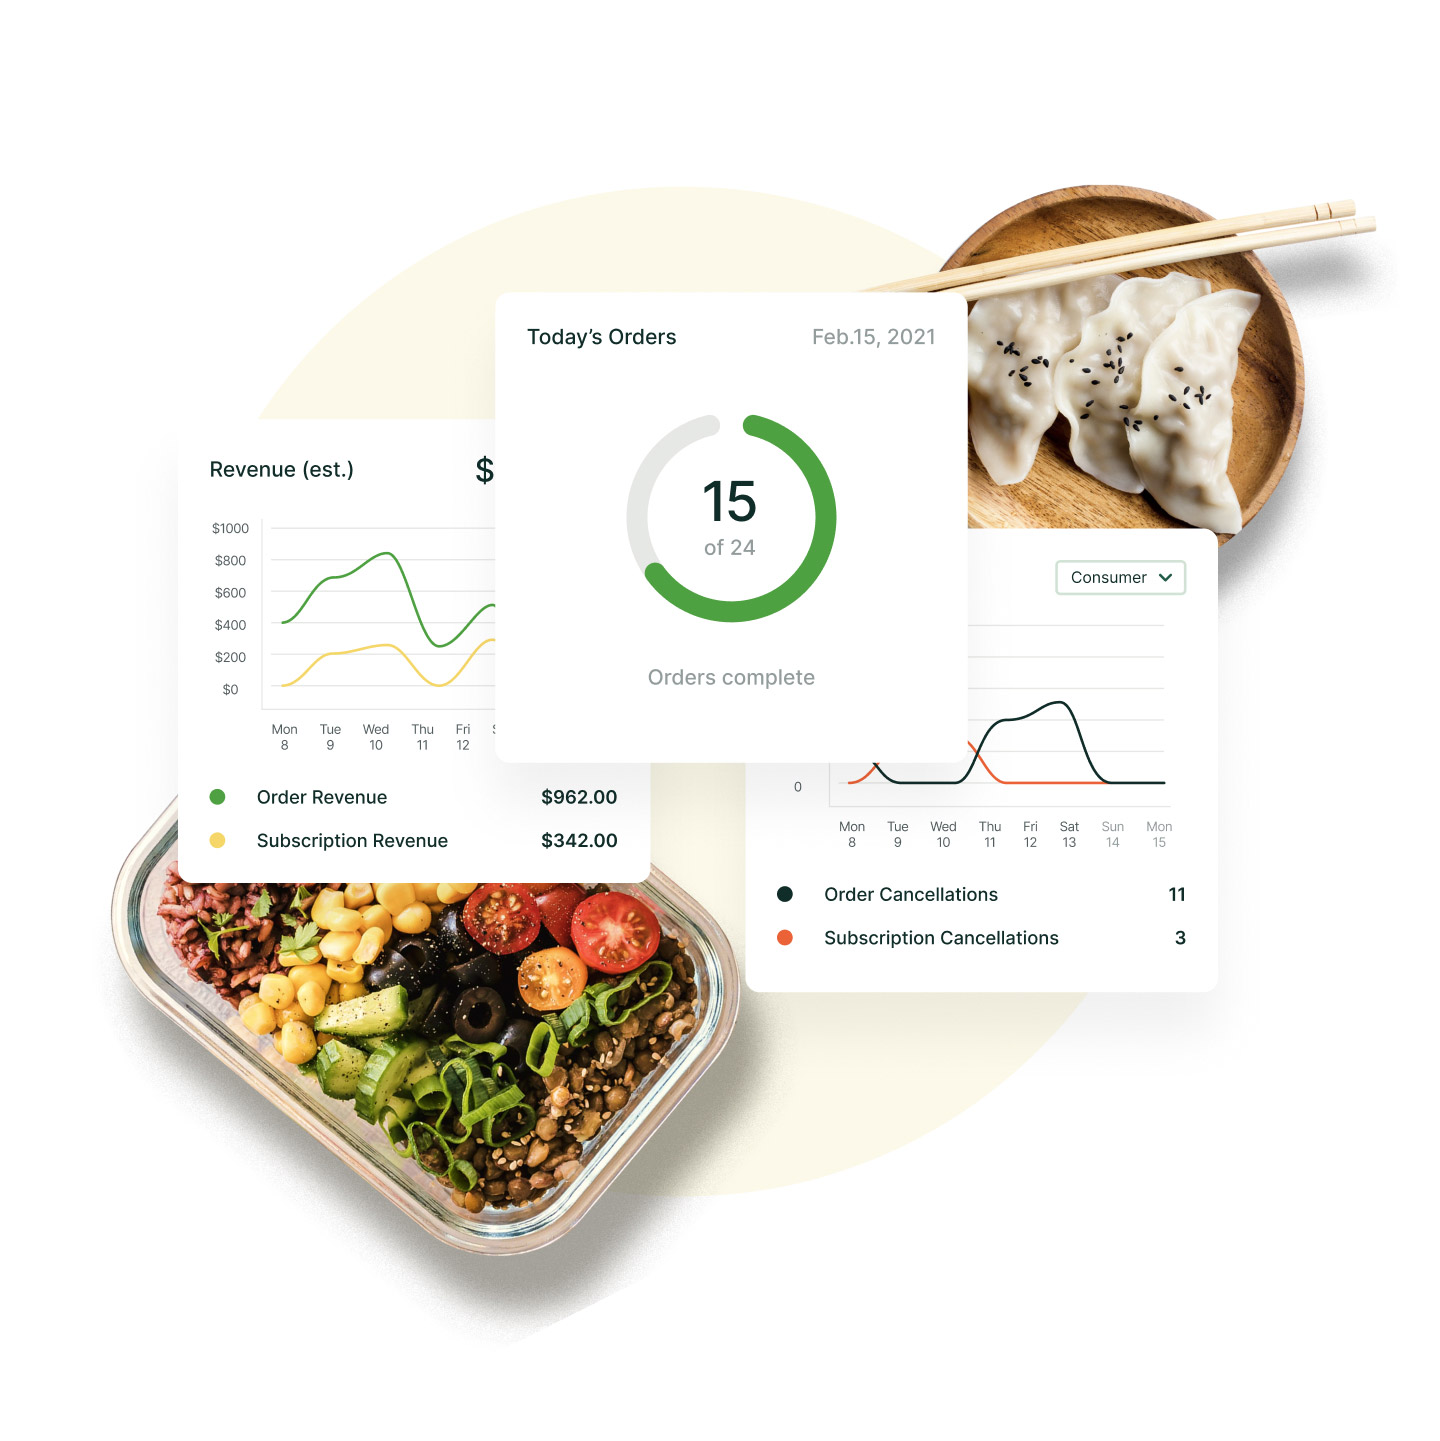 Today’s Orders
Feb.15, 2021
15
of 24
Orders complete
Revenue (est.)
$
$1000
$800
$600
$400
$200
$0
Mon Tue Wed Thu Fri
8 9 10 11 12
Order Revenue $962.00
Subscription Revenue $342.00
Consumer
0
Mon Tue Wed Thu Fri Sat Sun Mon
8 9 10 11 12 13 14 15
Order Cancellations 11
Subscription Cancellations 3